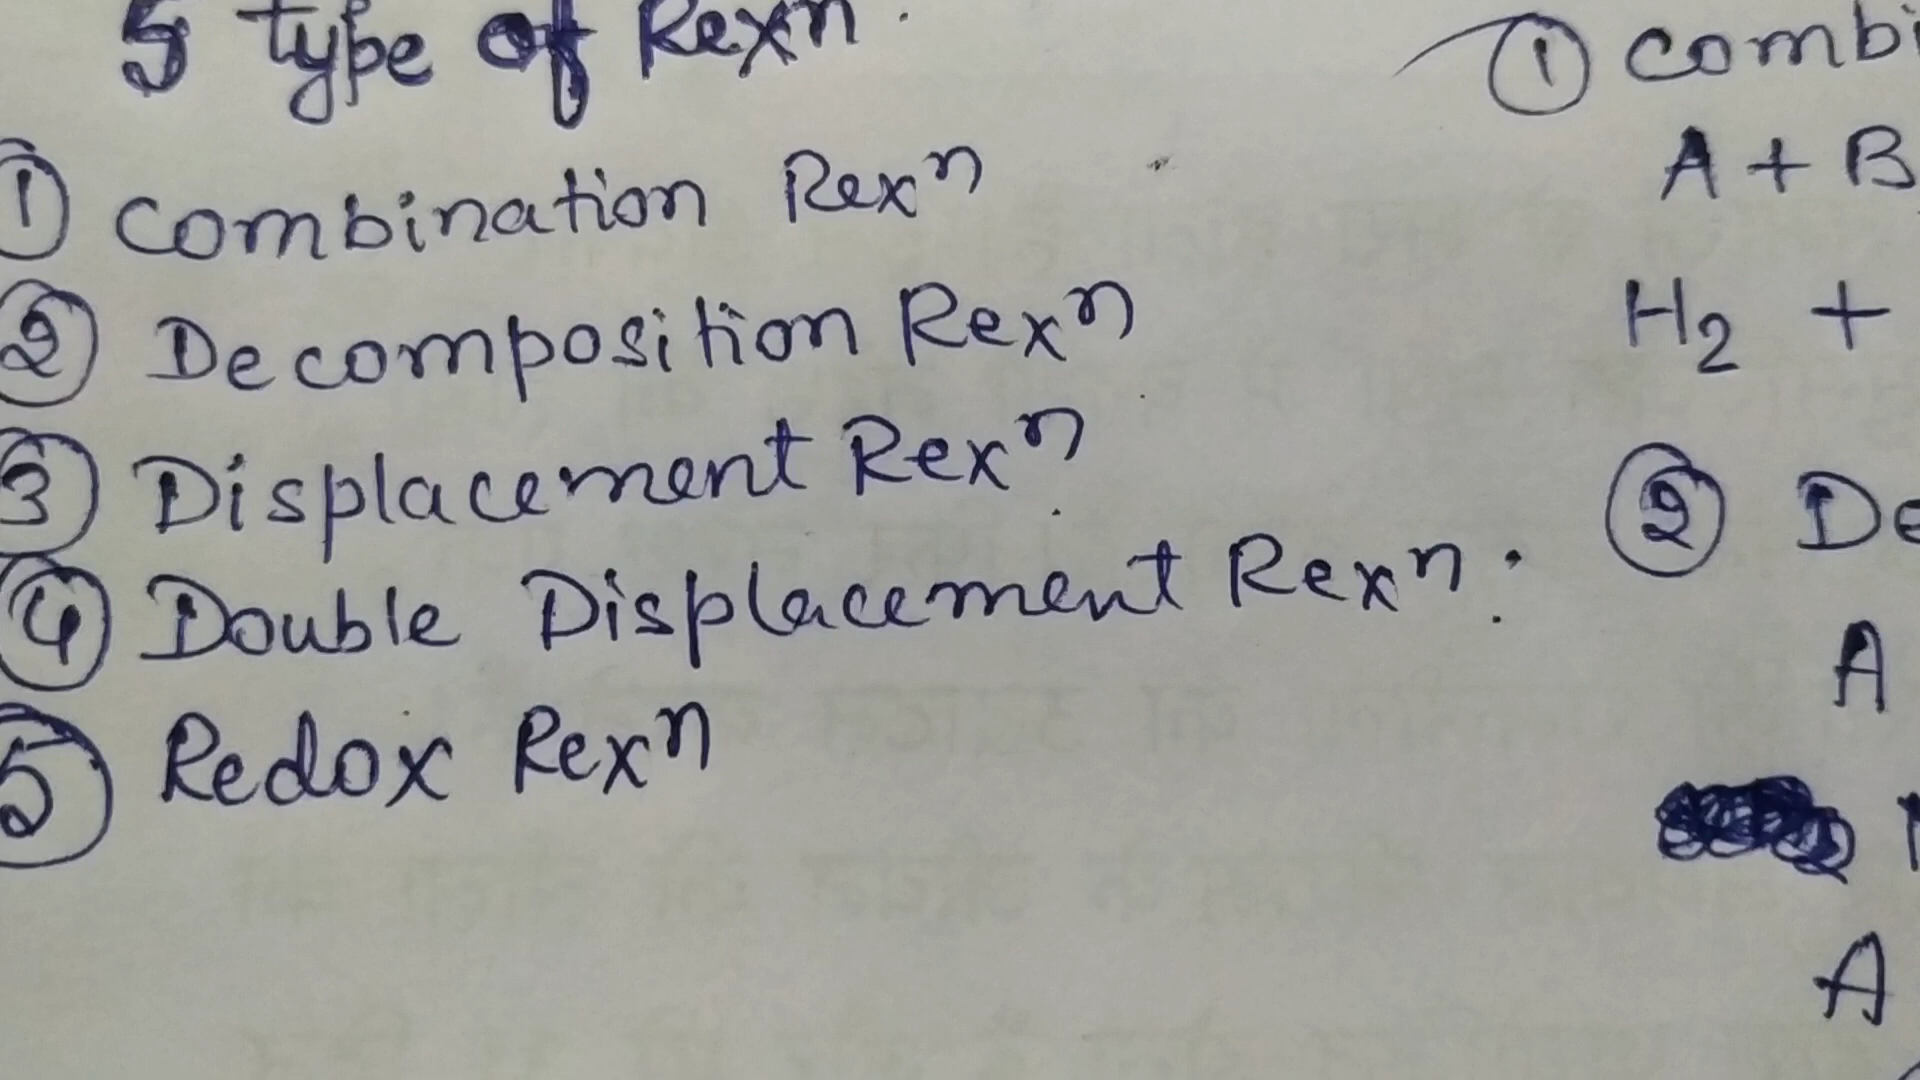 5 type of Rexn.
① Combination Rexⁿ
② Decomposition Rexⁿ
③ Displacement Rexⁿ
④ Double Displacement Rexⁿ.
⑤ Redox Rexⁿ
① combi
A + B
H₂ +
② De
A
A